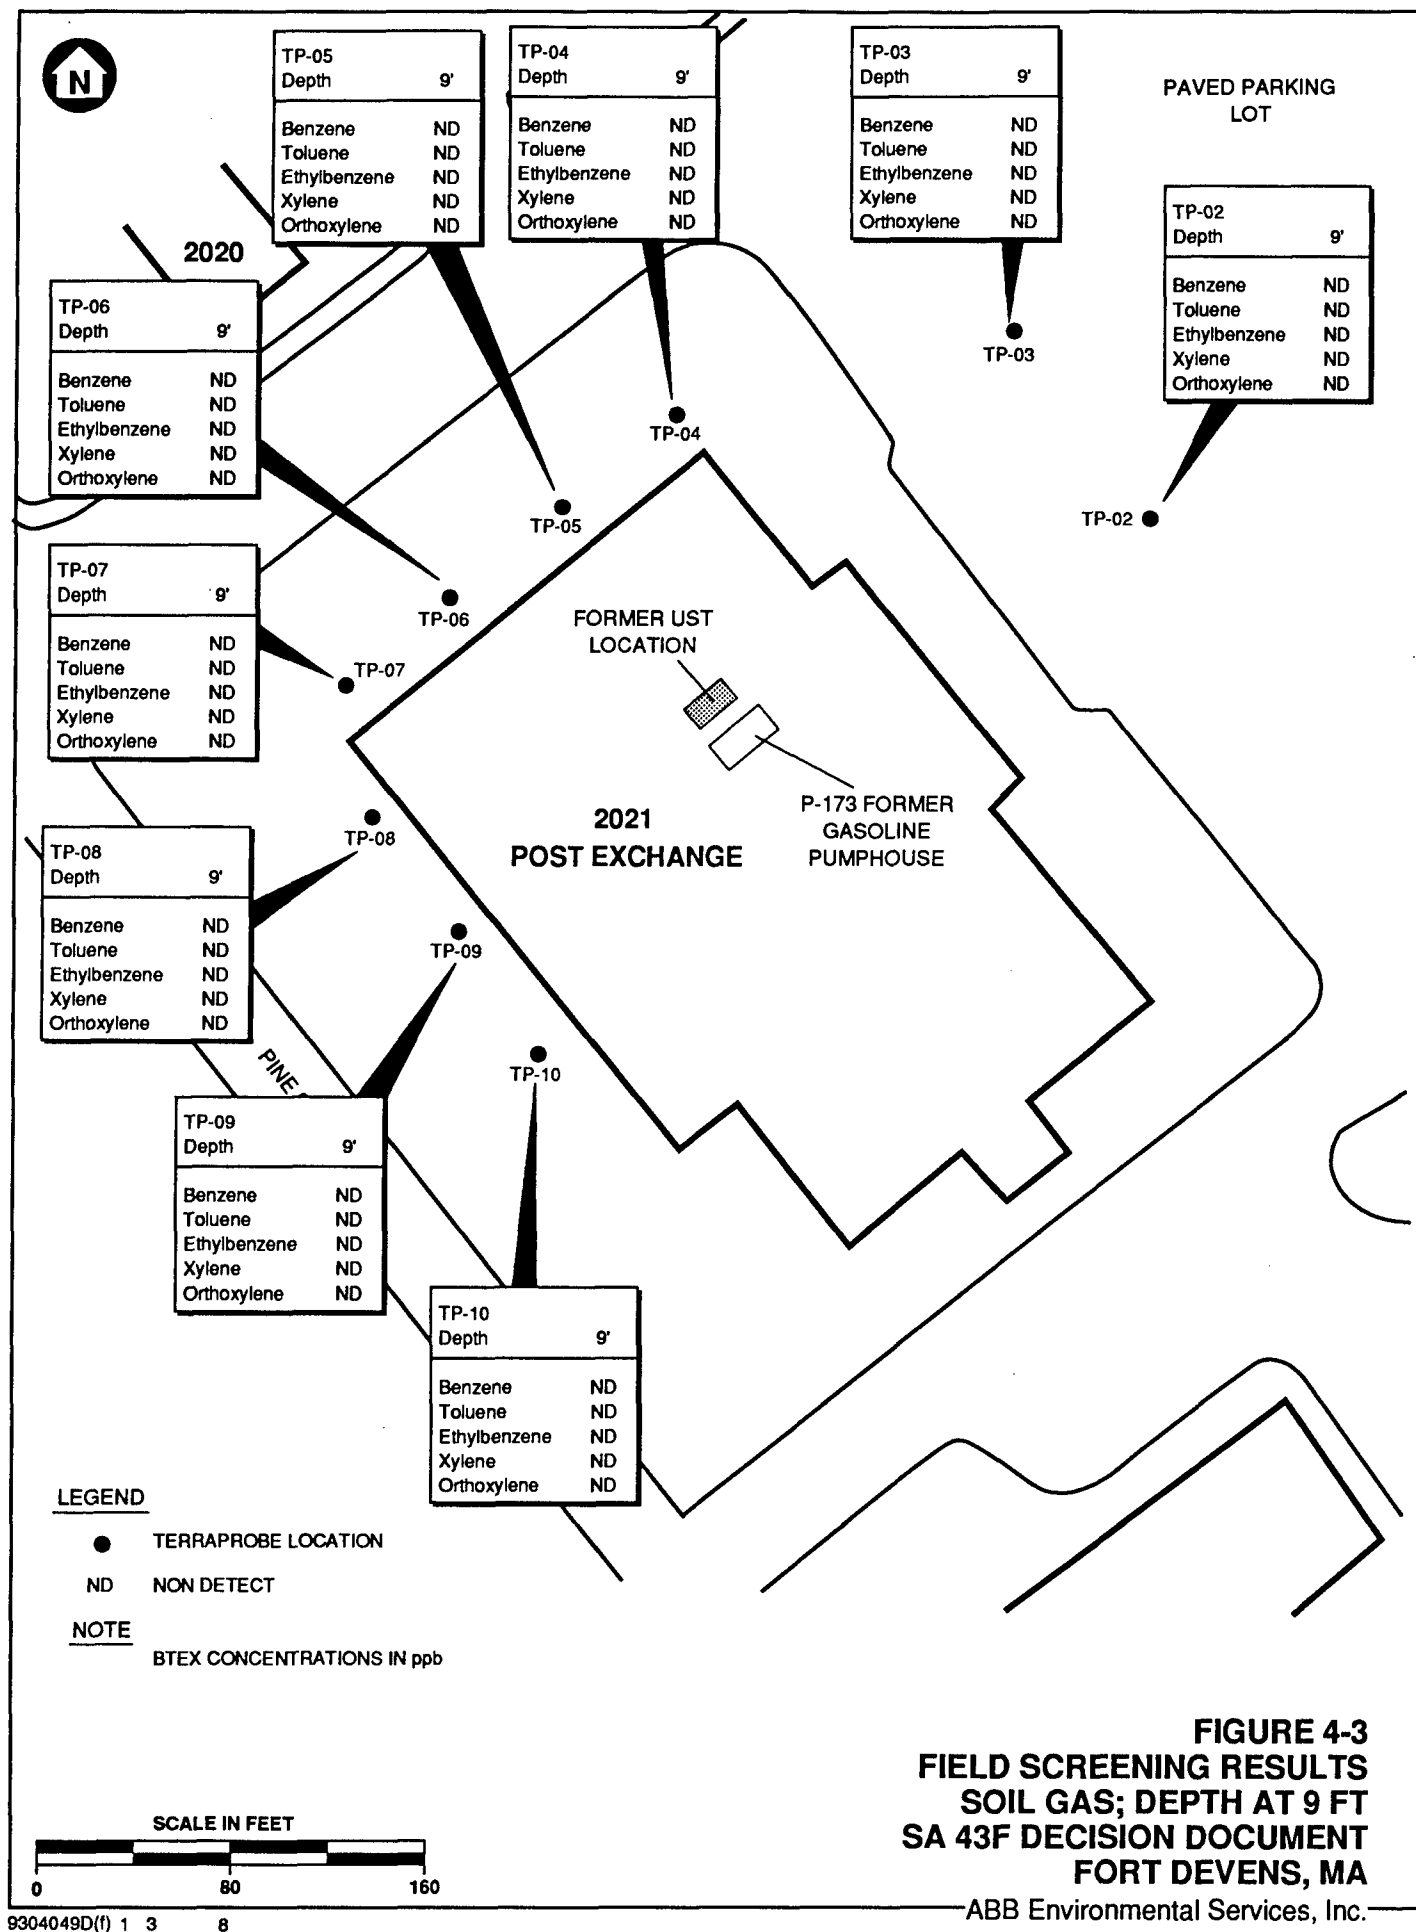 N
TP-05
Depth 9'
Benzene ND
Toluene ND
Ethylbenzene ND
Xylene ND
Orthoxylene ND
TP-04
Depth 9'
Benzene ND
Toluene ND
Ethylbenzene ND
Xylene ND
Orthoxylene ND
TP-03
Depth 9'
Benzene ND
Toluene ND
Ethylbenzene ND
Xylene ND
Orthoxylene ND
PAVED PARKING
LOT
TP-02
Depth 9'
Benzene ND
Toluene ND
Ethylbenzene ND
Xylene ND
Orthoxylene ND
2020
TP-06
Depth 9'
Benzene ND
Toluene ND
Ethylbenzene ND
Xylene ND
Orthoxylene ND
TP-03
TP-04
TP-05
TP-02
TP-07
Depth 9'
Benzene ND
Toluene ND
Ethylbenzene ND
Xylene ND
Orthoxylene ND
TP-06
TP-07
FORMER UST
LOCATION
P-173 FORMER
GASOLINE
PUMPHOUSE
2021
POST EXCHANGE
TP-08
TP-08
Depth 9'
Benzene ND
Toluene ND
Ethylbenzene ND
Xylene ND
Orthoxylene ND
TP-09
TP-10
PINE
TP-09
Depth 9'
Benzene ND
Toluene ND
Ethylbenzene ND
Xylene ND
Orthoxylene ND
TP-10
Depth 9'
Benzene ND
Toluene ND
Ethylbenzene ND
Xylene ND
Orthoxylene ND
LEGEND
TERRAPROBE LOCATION
ND NON DETECT
NOTE
BTEX CONCENTRATIONS IN ppb
SCALE IN FEET
0 80 160
FIGURE 4-3
FIELD SCREENING RESULTS
SOIL GAS; DEPTH AT 9 FT
SA 43F DECISION DOCUMENT
FORT DEVENS, MA
ABB Environmental Services, Inc.
9304049D(f) 1 3 8